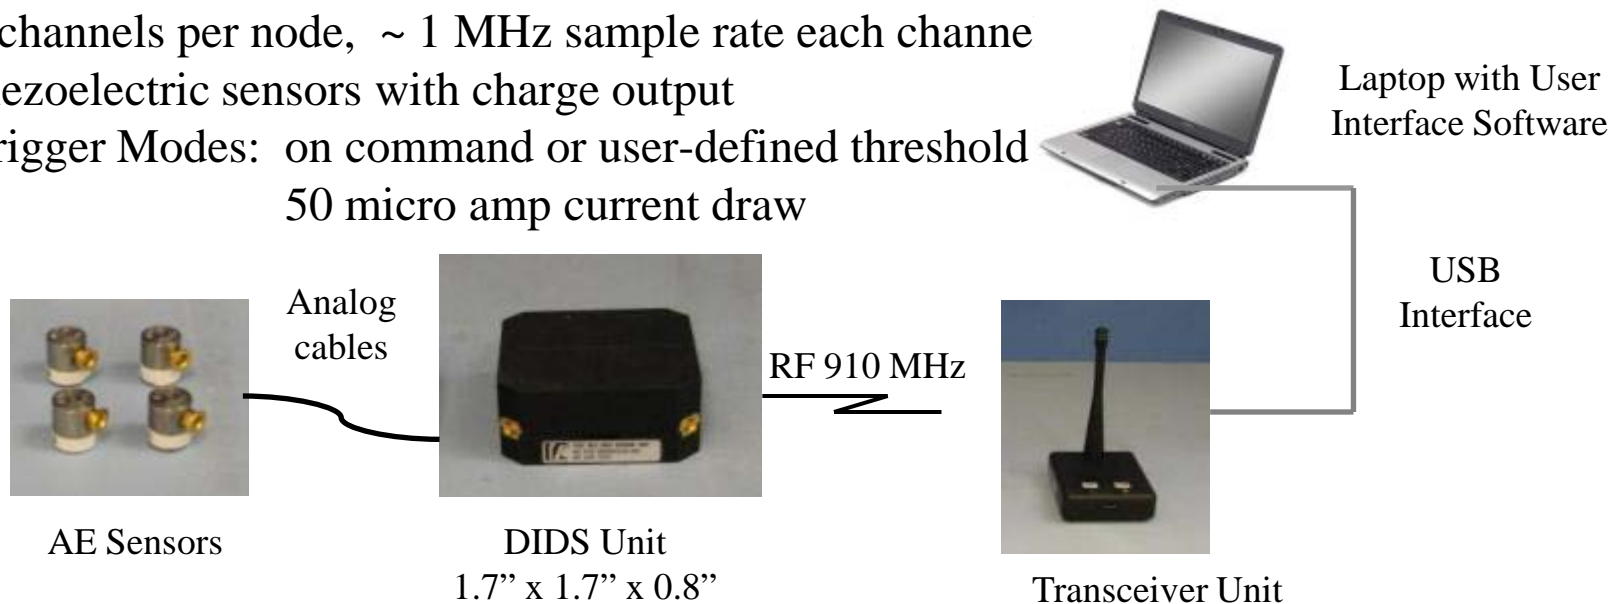 channels per node, ~ 1 MHz sample rate each channe
ezoelectric sensors with charge output
rigger Modes: on command or user-defined threshold
50 micro amp current draw
Laptop with User
Interface Software
Analog
cables
RF 910 MHz
USB
Interface
AE Sensors
DIDS Unit
1.7” x 1.7” x 0.8”
Transceiver Unit